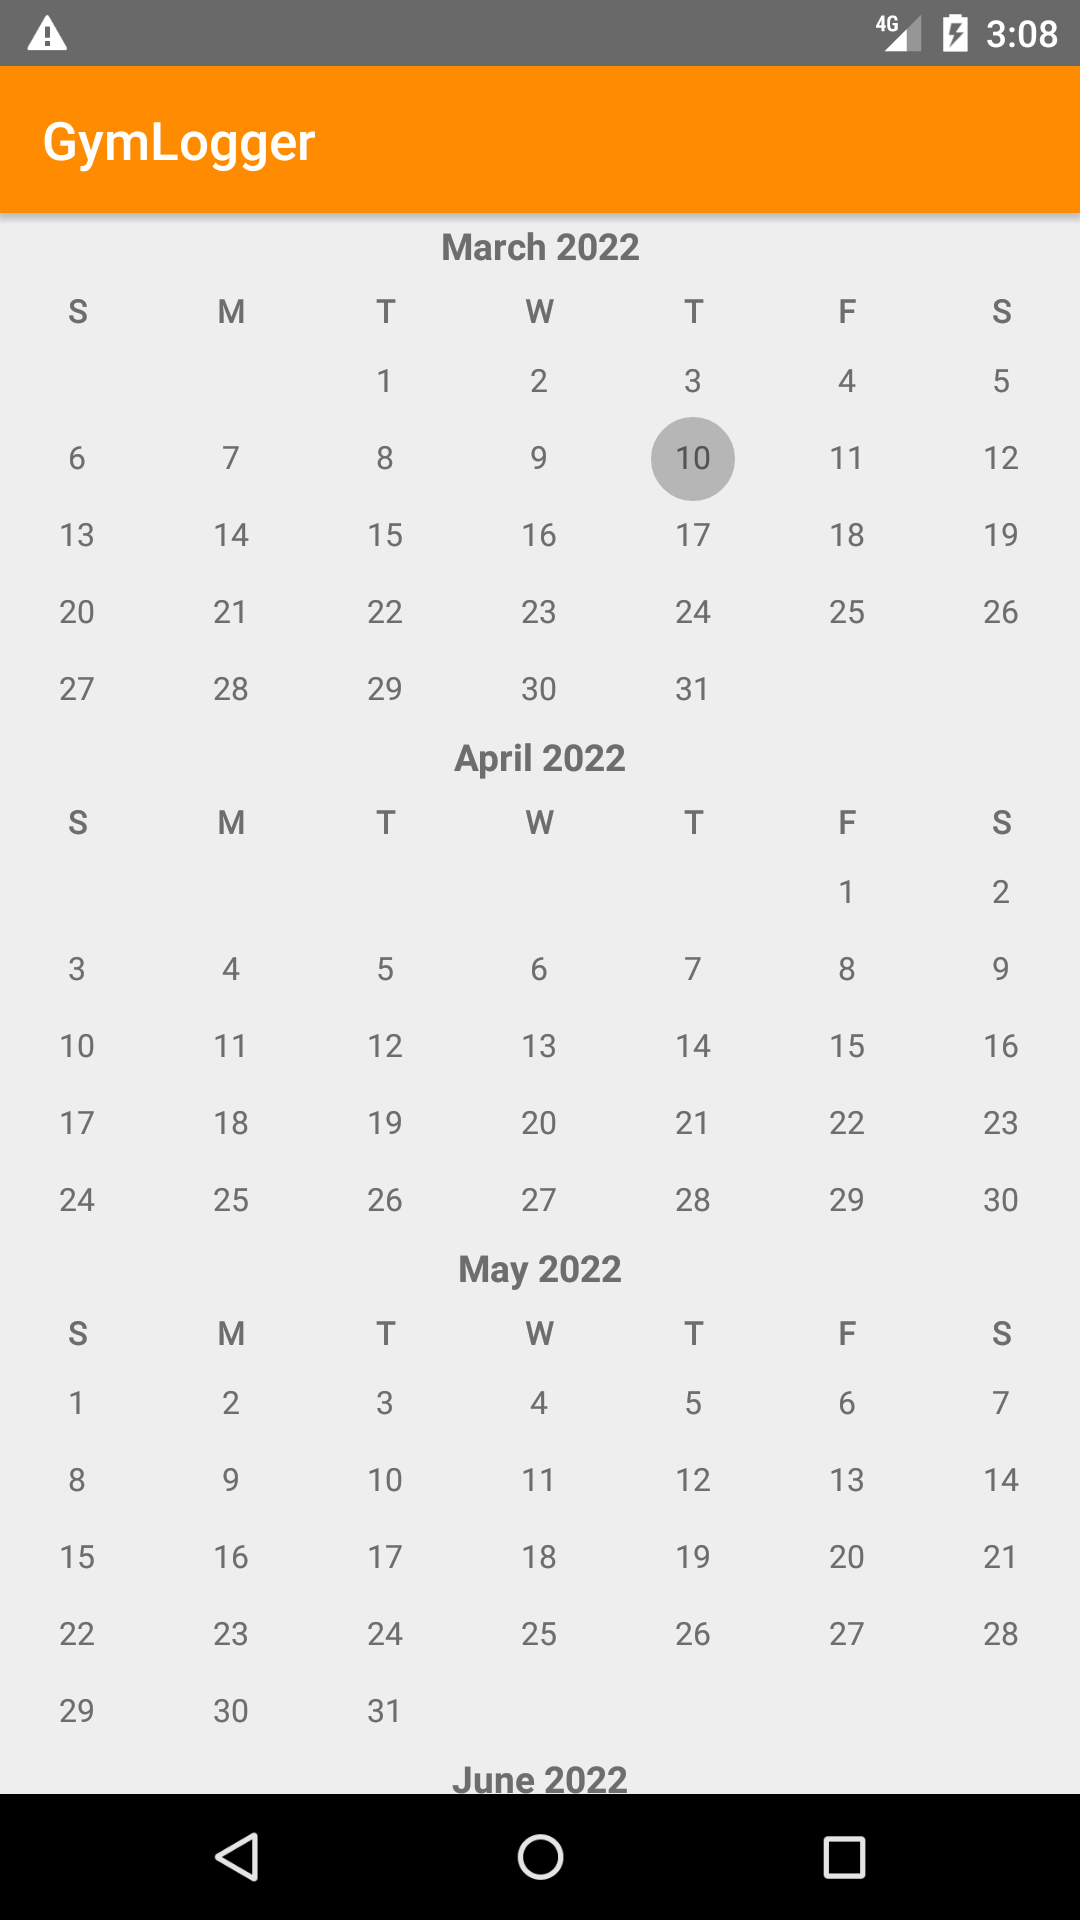 4G 3:08
GymLogger
March 2022
S M T W T F S
1 2 3 4 5
6 7 8 9 10 11 12
13 14 15 16 17 18 19
20 21 22 23 24 25 26
27 28 29 30 31
April 2022
S M T W T F S
1 2
3 4 5 6 7 8 9
10 11 12 13 14 15 16
17 18 19 20 21 22 23
24 25 26 27 28 29 30
May 2022
S M T W T F S
1 2 3 4 5 6 7
8 9 10 11 12 13 14
15 16 17 18 19 20 21
22 23 24 25 26 27 28
29 30 31
June 2022